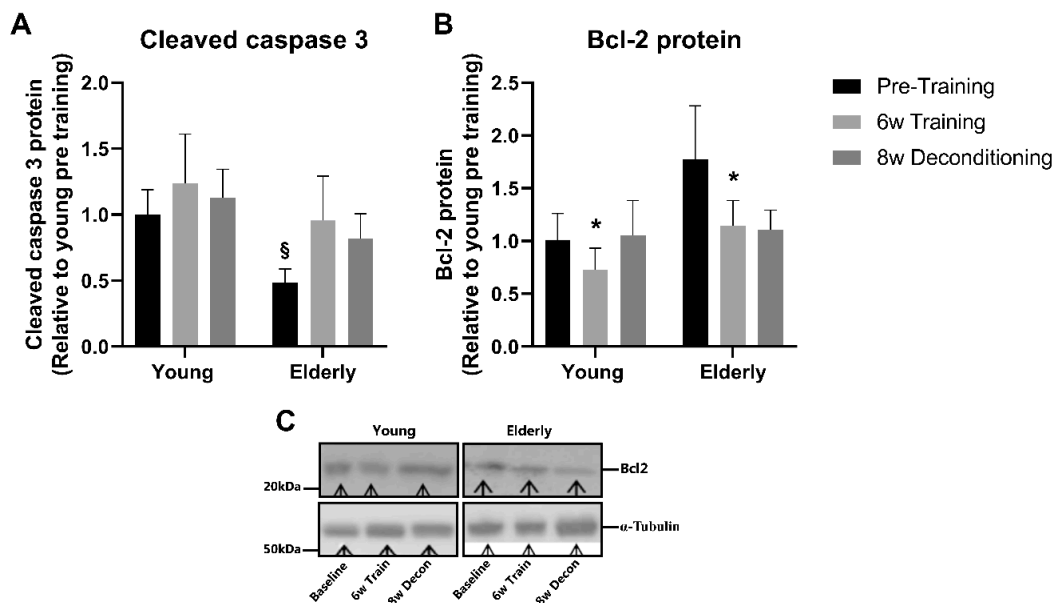 A
Cleaved caspase 3
Cleaved caspase 3 protein
(Relative to young pre training)
2.0
1.5
1.0
0.5
0.0
§
Young
Elderly
B
Bcl-2 protein
Bcl-2 protein
(Relative to young pre training)
2.5
2.0
1.5
1.0
0.5
0.0
*
*
Young
Elderly
Pre-Training
6w Training
8w Deconditioning
C
Young
Elderly
Bcl2
20kDa
α-Tubulin
50kDa
Baseline
6w Train
8w Decon
Baseline
6w Train
8w Decon